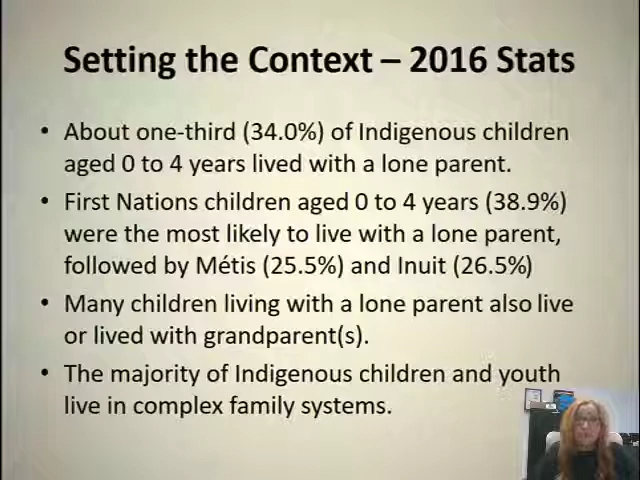 Setting the Context – 2016 Stats
• About one-third (34.0%) of Indigenous children
aged 0 to 4 years lived with a lone parent.
• First Nations children aged 0 to 4 years (38.9%)
were the most likely to live with a lone parent,
followed by Métis (25.5%) and Inuit (26.5%)
• Many children living with a lone parent also live
or lived with grandparent(s).
• The majority of Indigenous children and youth
live in complex family systems.